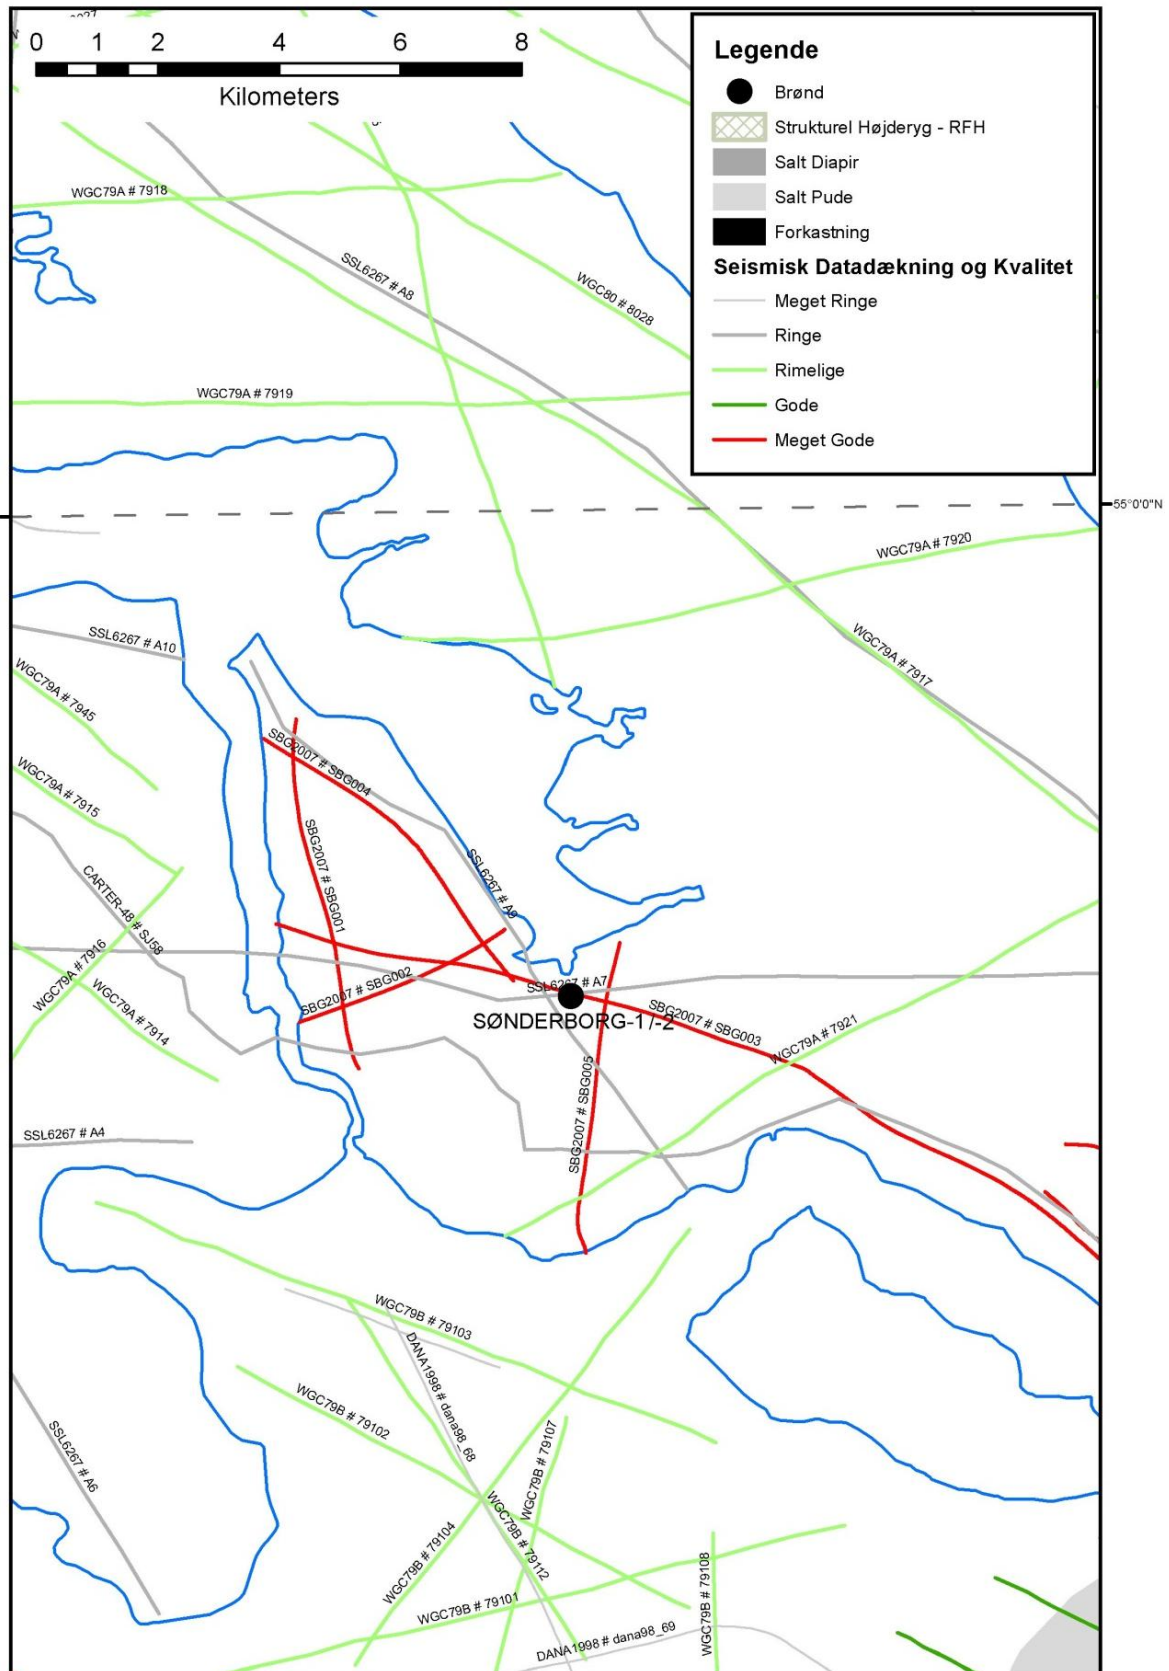 0 1 2 4 6 8
Kilometers
Legende
Brønd
Strukturel Højderyg - RFH
Salt Diapir
Salt Pude
Forkastning
Seismisk Datadækning og Kvalitet
Meget Ringe
Ringe
Rimelige
Gode
Meget Gode
WGC79A # 7918
SSL6267 # A8
WGC80 # 8028
WGC79A # 7919
55°0'0"N
WGC79A # 7920
SSL6267 # A10
WGC79A # 7945
WGC79A # 7917
SBG2007 # SBG004
WGC79A # 7915
SBG2007 # SBG001
SSL6267 # A9
CARTER-48 # SJ58
WGC79A # 7916
SBG2007 # SBG002
SSL6267 # A7
SØNDERBORG-1 /-2
SBG2007 # SBG003
WGC79A # 7914
WGC79A # 7921
SBG2007 # SBG005
SSL6267 # A4
WGC79B # 79103
DANA1998 # dana98_68
WGC79B # 79102
SSL6267 # A6
WGC79B # 79107
WGC79B # 79104
WGC79B # 79112
WGC79B # 79101
WGC79B # 79108
DANA1998 # dana98_69